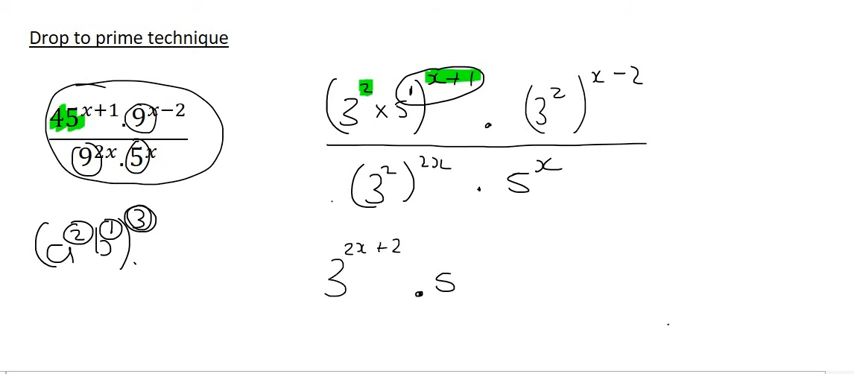 Drop to prime technique
45^{x+1} . 9^{x-2}
9^{2x} . 5^{x}
(a^{2} b^{1})^{3} .
(3^{2} × 5^{1})^{x+1} . (3^{2})^{x-2}
(3^{2})^{2x} . 5^{x}
3^{2x+2} . 5